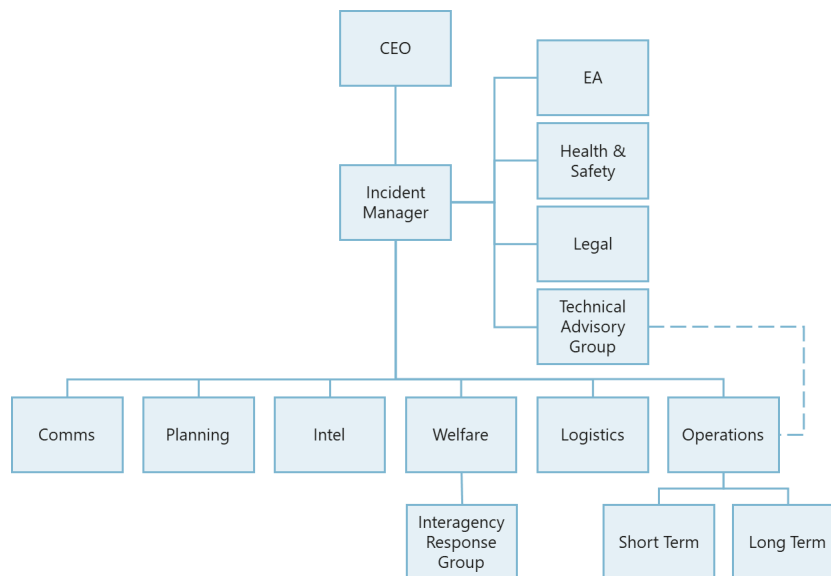 CEO
EA
Health &
Safety
Incident
Manager
Legal
Technical
Advisory
Group
Comms
Planning
Intel
Welfare
Logistics
Operations
Interagency
Response
Group
Short Term
Long Term